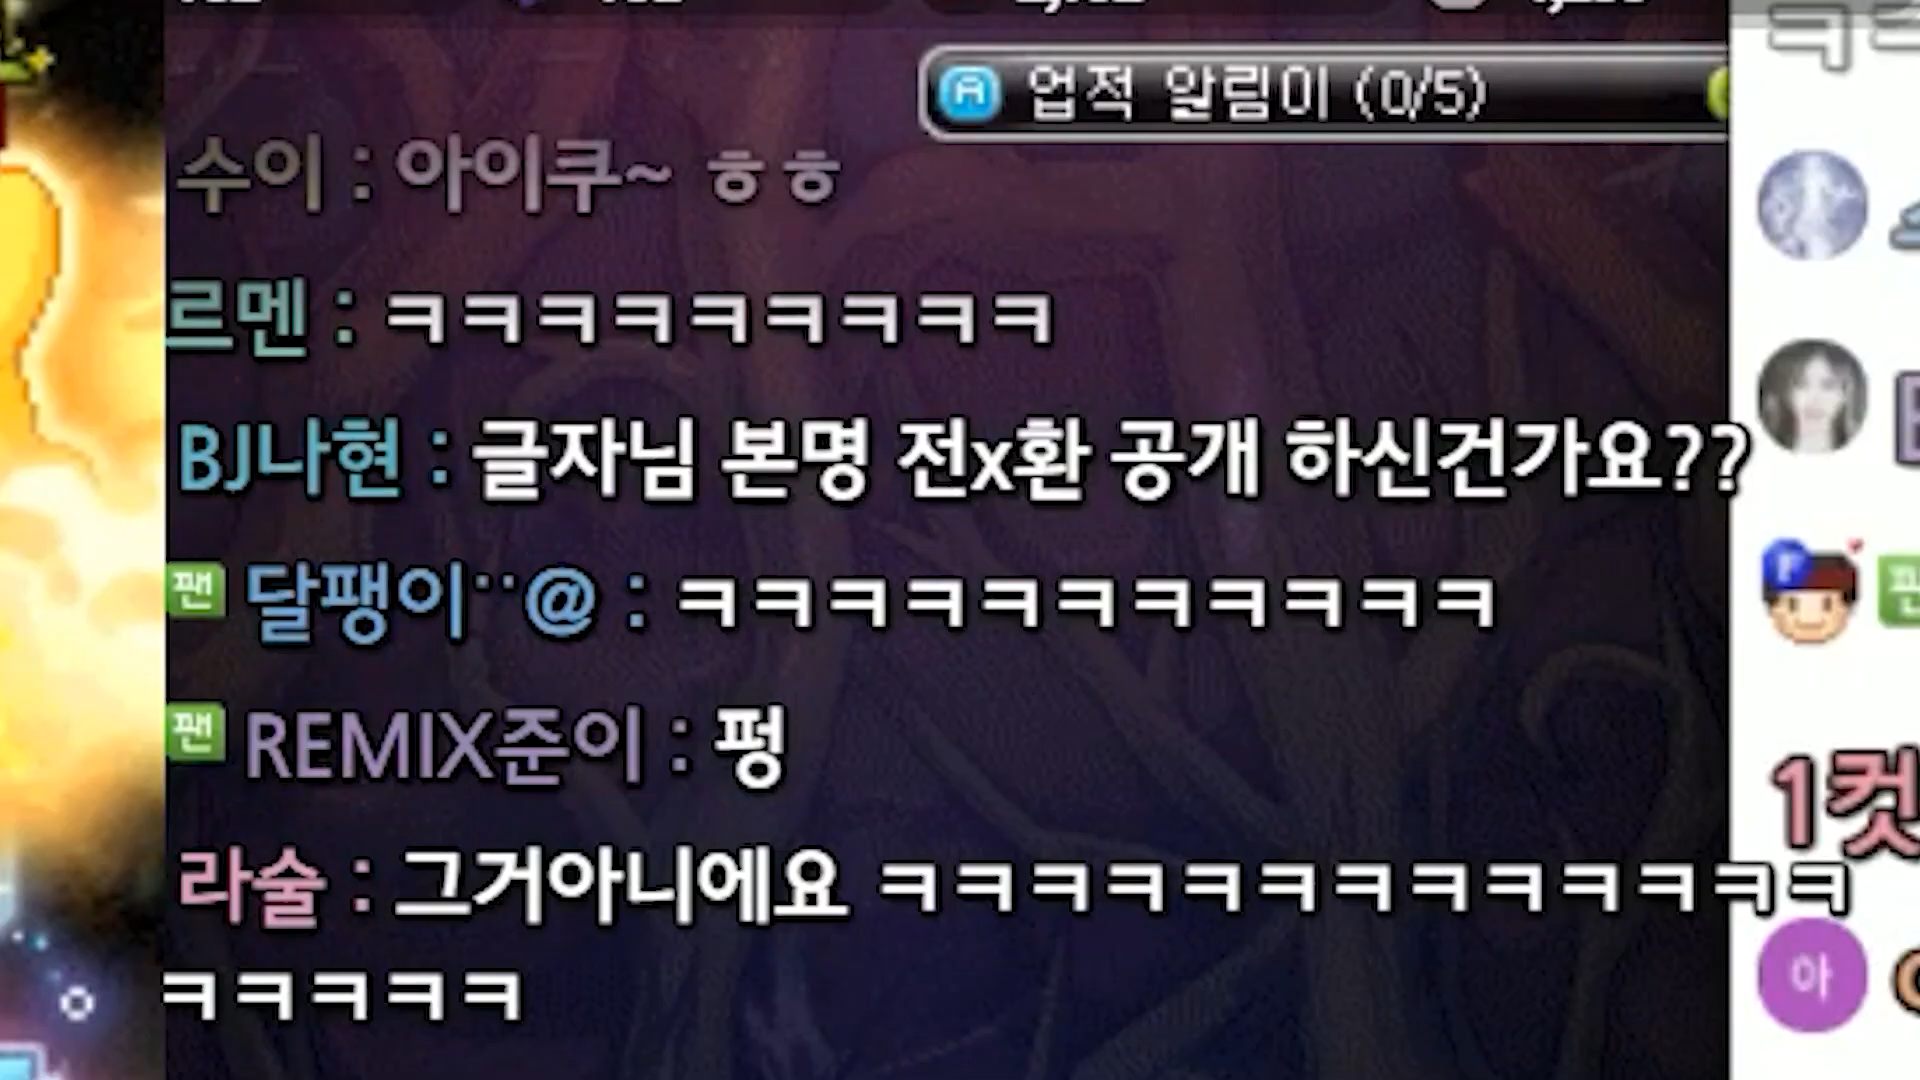 업적 알림이 (0/5)
수이 : 아이쿠~ ㅎㅎ
르멘 : ㅋㅋㅋㅋㅋㅋㅋㅋㅋ
BJ나현 : 글자님 본명 전x환 공개 하신건가요??
팬 달팽이¨@ : ㅋㅋㅋㅋㅋㅋㅋㅋㅋㅋㅋ
팬 REMIX준이 : 펑
1컷
라술 : 그거아니에요 ㅋㅋㅋㅋㅋㅋㅋㅋㅋㅋㅋㅋㅋ
ㅋㅋㅋㅋㅋ
아